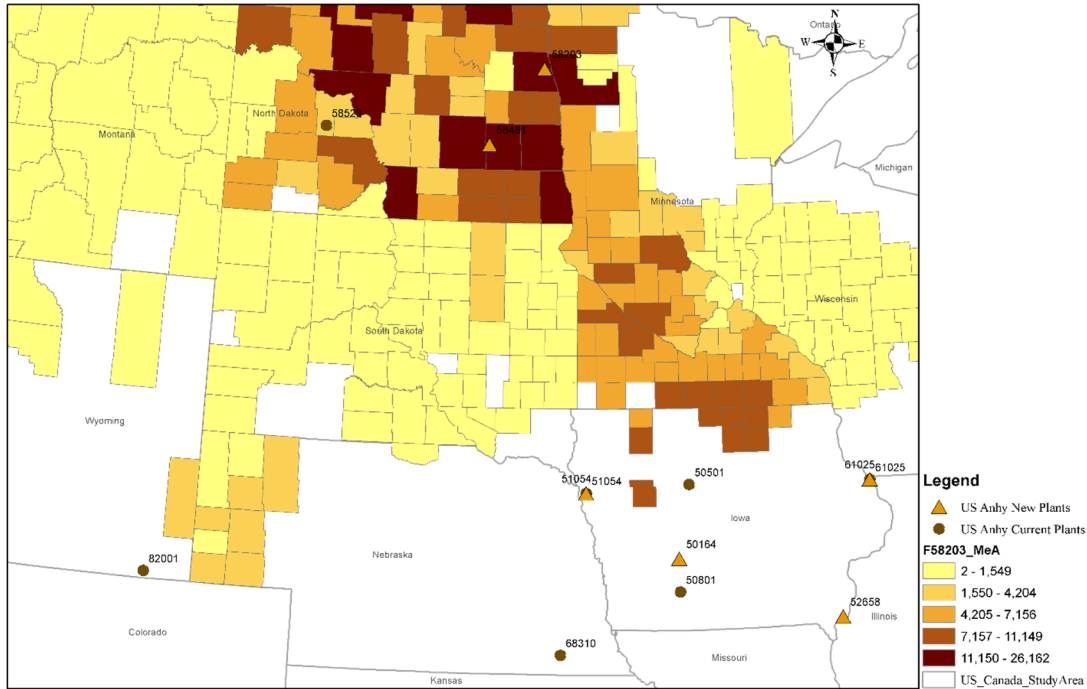 Ontario
N
W E
S
58203
North Dakota
58523
Montana
58481
Michigan
Minnesota
Wisconsin
South Dakota
Wyoming
61025 61025
51054 51054
50501
Legend
US Anhy New Plants
US Anhy Current Plants
Iowa
50164
Nebraska
F58203_MeA
82001
2 - 1,549
50801
1,550 - 4,204
52658
4,205 - 7,156
Illinois
Colorado
7,157 - 11,149
68310
Missouri
11,150 - 26,162
Kansas
US_Canada_StudyArea